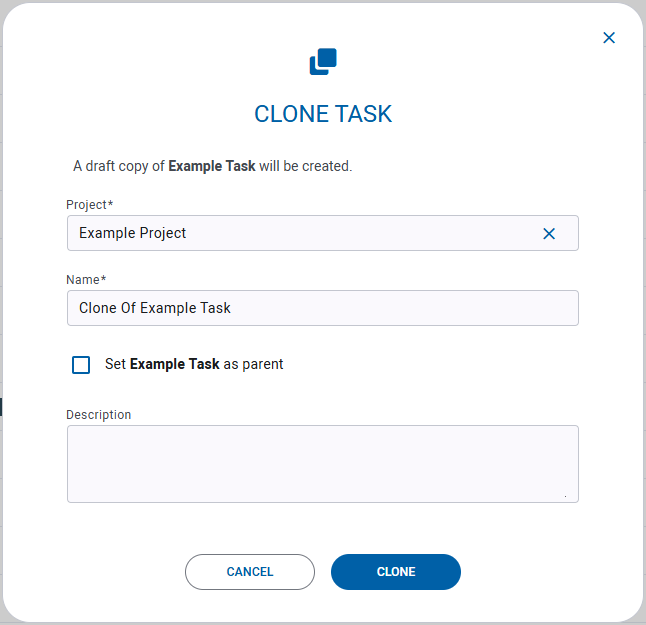 CLONE TASK
A draft copy of Example Task will be created.
Project*
Example Project
Name*
Clone Of Example Task
Set Example Task as parent
Description
CANCEL
CLONE